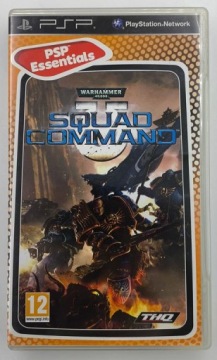 PSP
PlayStation Network
PSP
Essentials
WARHAMMER
40,000
SQUAD
COMMAND
12
www.pegi.info
THQ